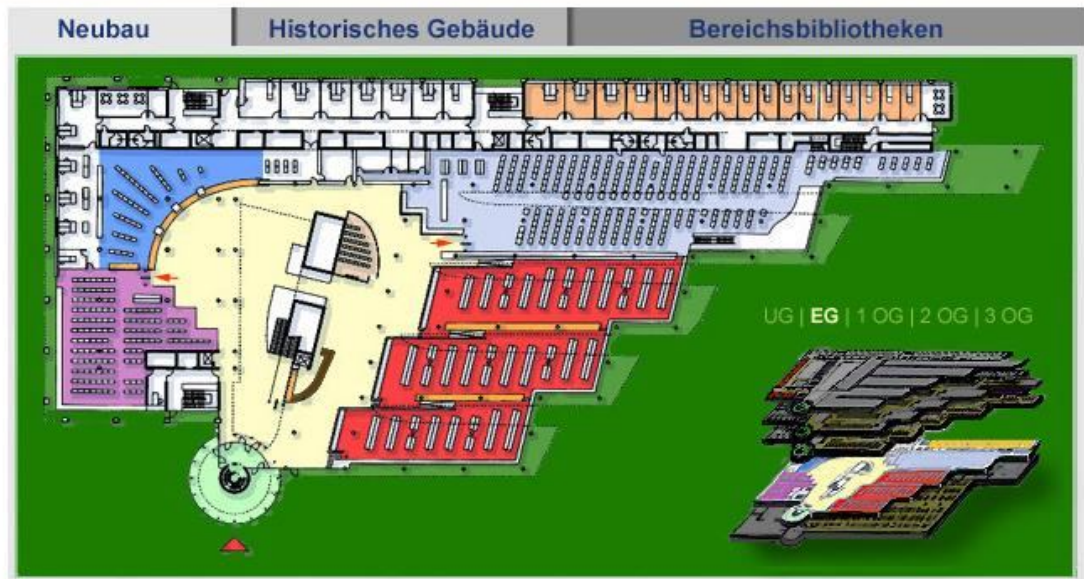 Neubau
Historisches Gebäude
Bereichsbibliotheken
UG | EG | 1 OG | 2 OG | 3 OG